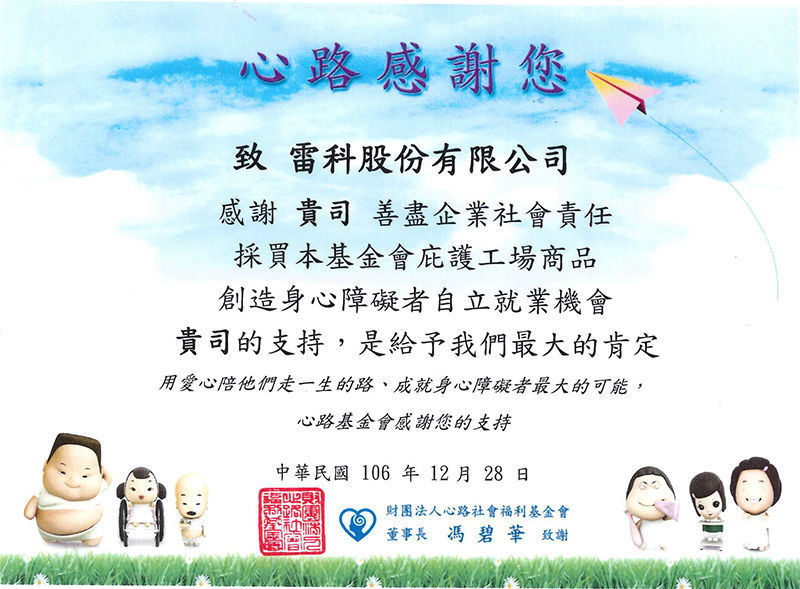 心路感謝您
致 雷科股份有限公司
感謝 貴司 善盡企業社會責任
採買本基金會庇護工場商品
創造身心障礙者自立就業機會
貴司的支持，是給予我們最大的肯定
用愛心陪他們走一生的路、成就身心障礙者最大的可能，
心路基金會感謝您的支持
中華民國 106 年 12 月 28 日
財團法人心路社會福利基金會
董事長 馮碧華 致謝